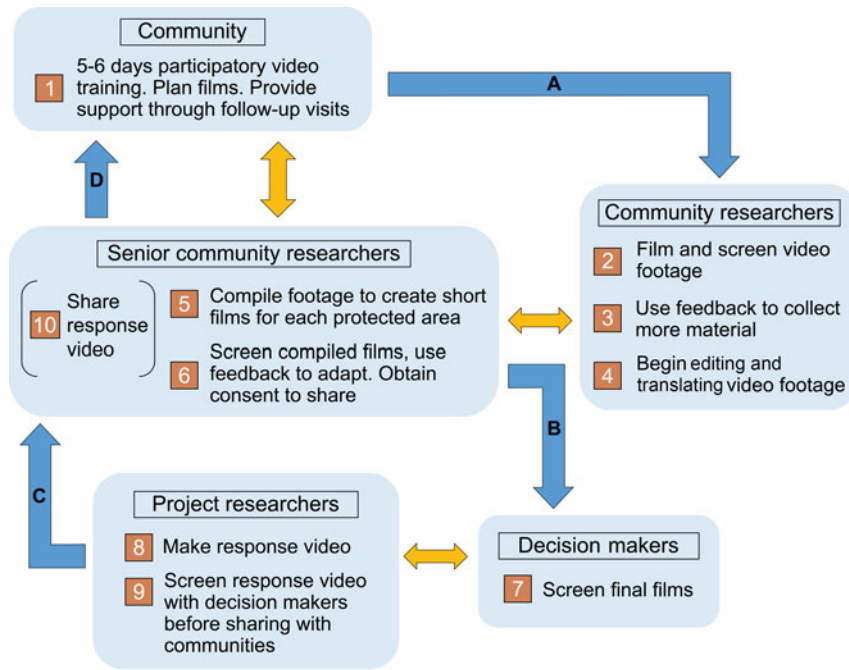 Community
1
5-6 days participatory video
training. Plan films. Provide
support through follow-up visits
A
D
Community researchers
2
Film and screen video
footage
3
Use feedback to collect
more material
4
Begin editing and
translating video footage
Senior community researchers
10
Share
response
video
5
Compile footage to create short
films for each protected area
6
Screen compiled films, use
feedback to adapt. Obtain
consent to share
B
C
Project researchers
8
Make response video
9
Screen response video
with decision makers
before sharing with
communities
Decision makers
7
Screen final films